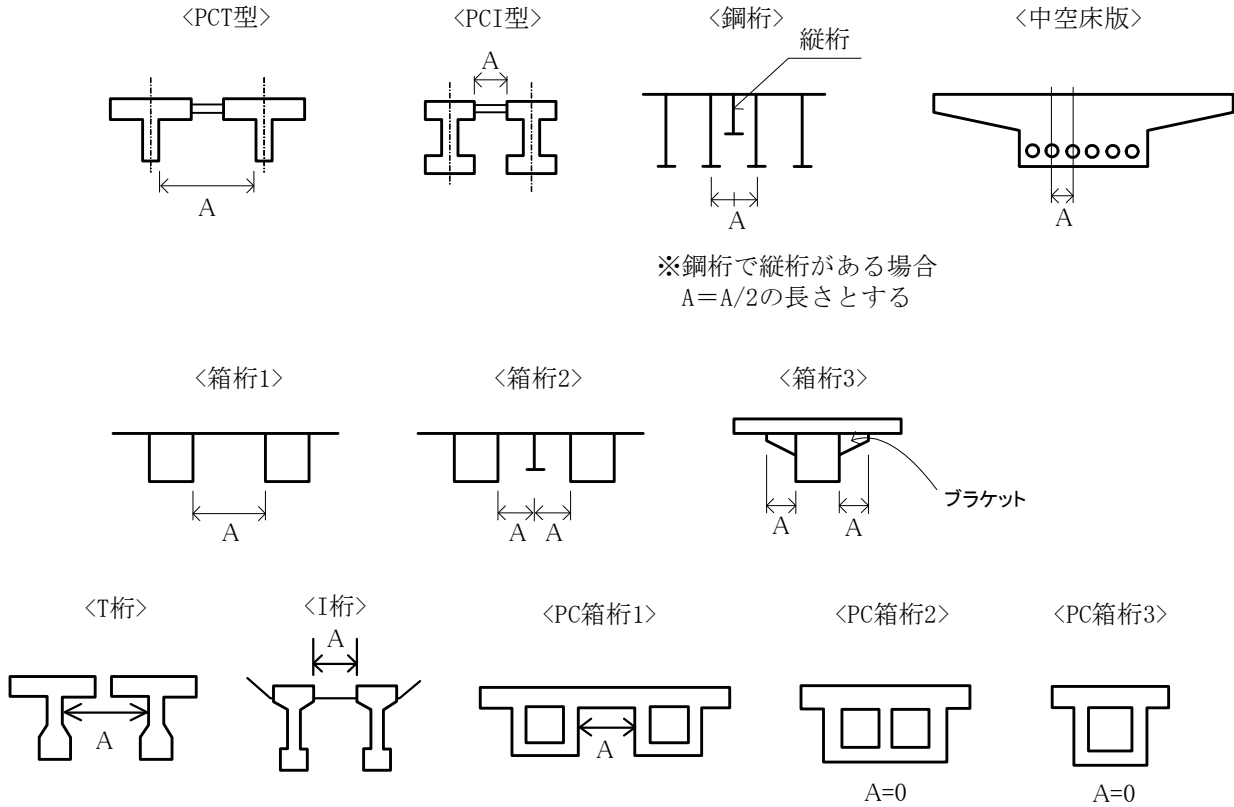 <PCT型>
<PCI型>
<鋼桁>
<中空床版>
A
縦桁
A
A
A
※鋼桁で縦桁がある場合
A＝A/2の長さとする
<箱桁1>
<箱桁2>
<箱桁3>
ブラケット
A
A
A
A
A
<T桁>
<I桁>
<PC箱桁1>
<PC箱桁2>
<PC箱桁3>
A
A
A
A=0
A=0